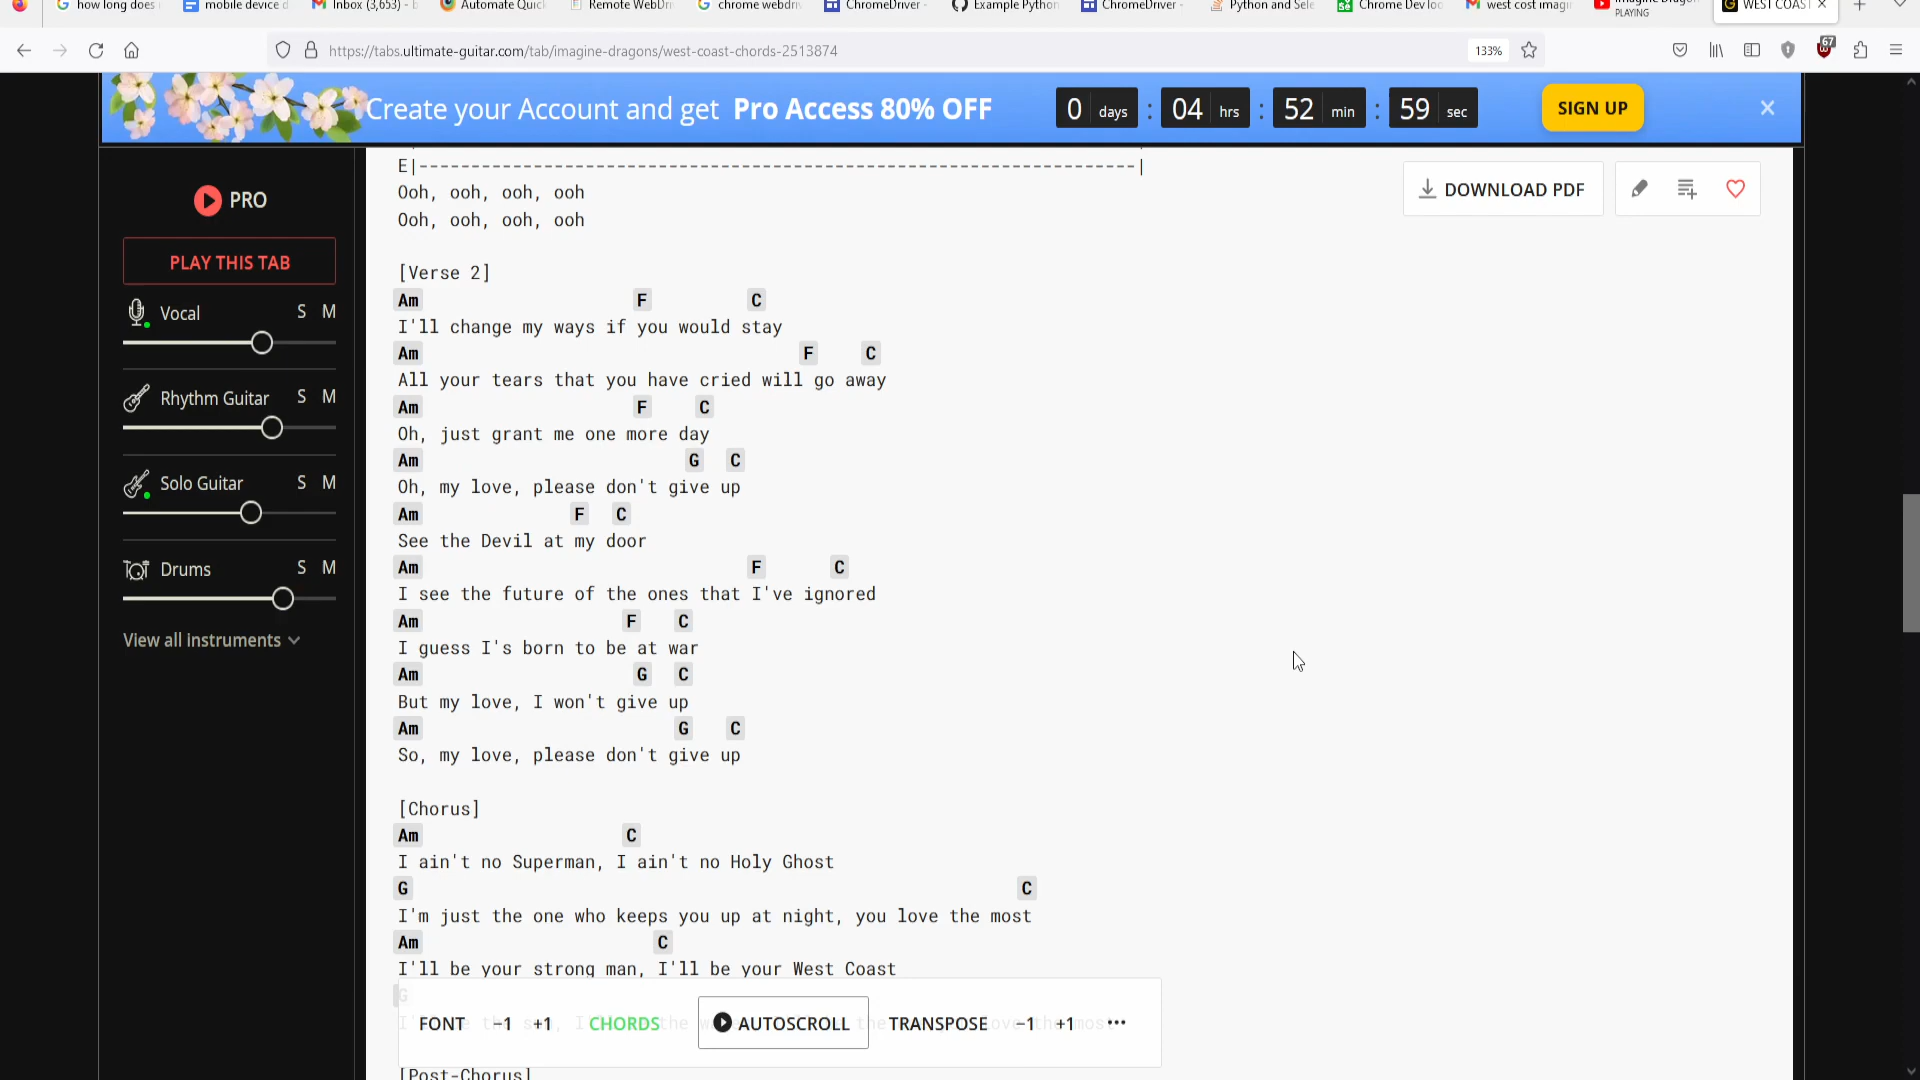 how long does
mobile device d
Inbox (3,653) - b
Automate Quick
Remote WebDri
chrome webdriv
ChromeDriver -
Example Python
ChromeDriver -
Python and Sele
Chrome DevToo
west cost imagi
Imagine Dragon
PLAYING
WEST COAST
https://tabs.ultimate-guitar.com/tab/imagine-dragons/west-coast-chords-2513874
133%
67
Create your Account and get Pro Access 80% OFF
0 days : 04 hrs : 52 min : 59 sec
SIGN UP
PRO
PLAY THIS TAB
Vocal S M
Rhythm Guitar S M
Solo Guitar S M
Drums S M
View all instruments
DOWNLOAD PDF
E|---------------------------------------------------------------------|
Ooh, ooh, ooh, ooh
Ooh, ooh, ooh, ooh
[Verse 2]
Am F C
I'll change my ways if you would stay
Am F C
All your tears that you have cried will go away
Am F C
Oh, just grant me one more day
Am G C
Oh, my love, please don't give up
Am F C
See the Devil at my door
Am F C
I see the future of the ones that I've ignored
Am F C
I guess I's born to be at war
Am G C
But my love, I won't give up
Am G C
So, my love, please don't give up
[Chorus]
Am C
I ain't no Superman, I ain't no Holy Ghost
G C
I'm just the one who keeps you up at night, you love the most
Am C
I'll be your strong man, I'll be your West Coast
G
FONT -1 +1 CHORDS AUTOSCROLL TRANSPOSE -1 +1
[Post-Chorus]